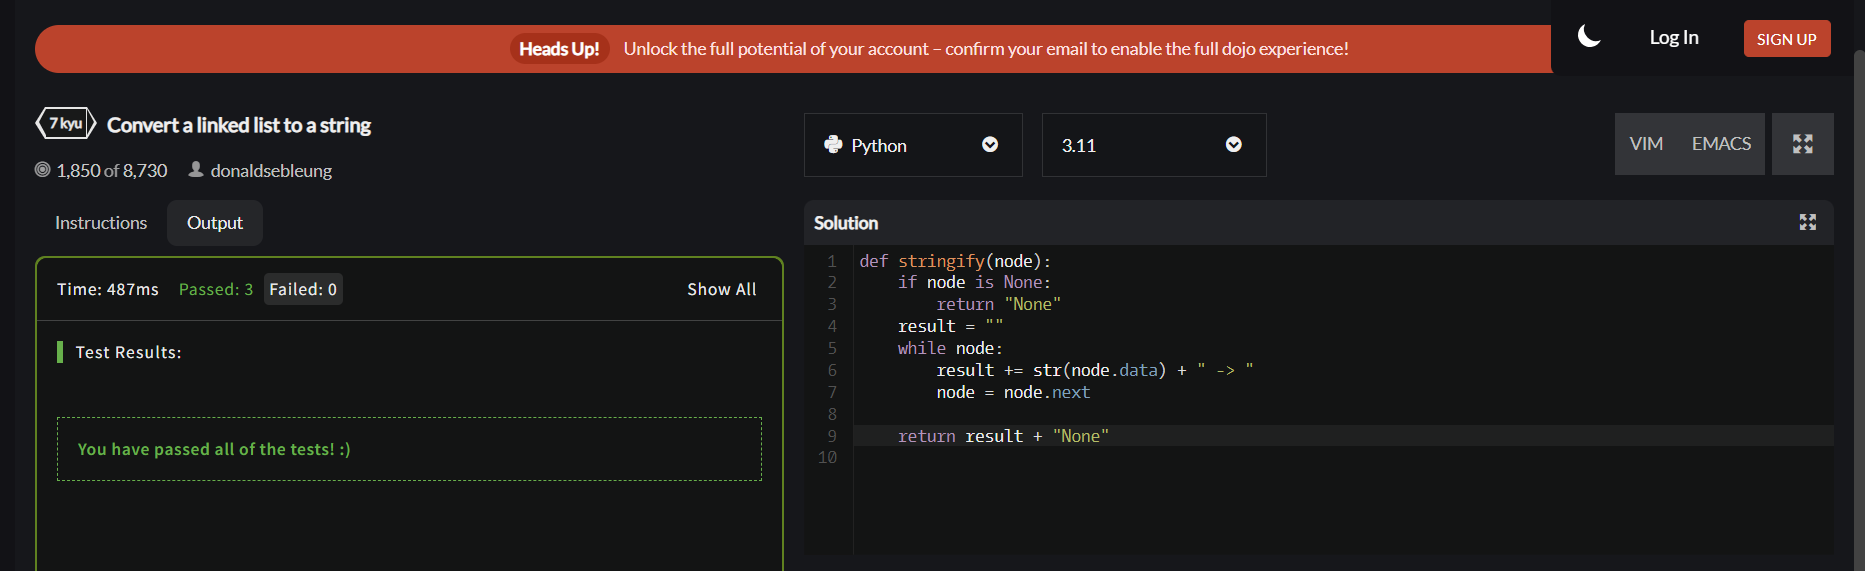 Heads Up! Unlock the full potential of your account – confirm your email to enable the full dojo experience!
Log In
SIGN UP
7 kyu Convert a linked list to a string
1,850 of 8,730 donaldsebleung
Python
3.11
VIM EMACS
Instructions Output
Time: 487ms Passed: 3 Failed: 0 Show All
Test Results:
You have passed all of the tests! :)
Solution
1 def stringify(node):
2     if node is None:
3         return "None"
4     result = ""
5     while node:
6         result += str(node.data) + " -> "
7         node = node.next
8
9     return result + "None"
10